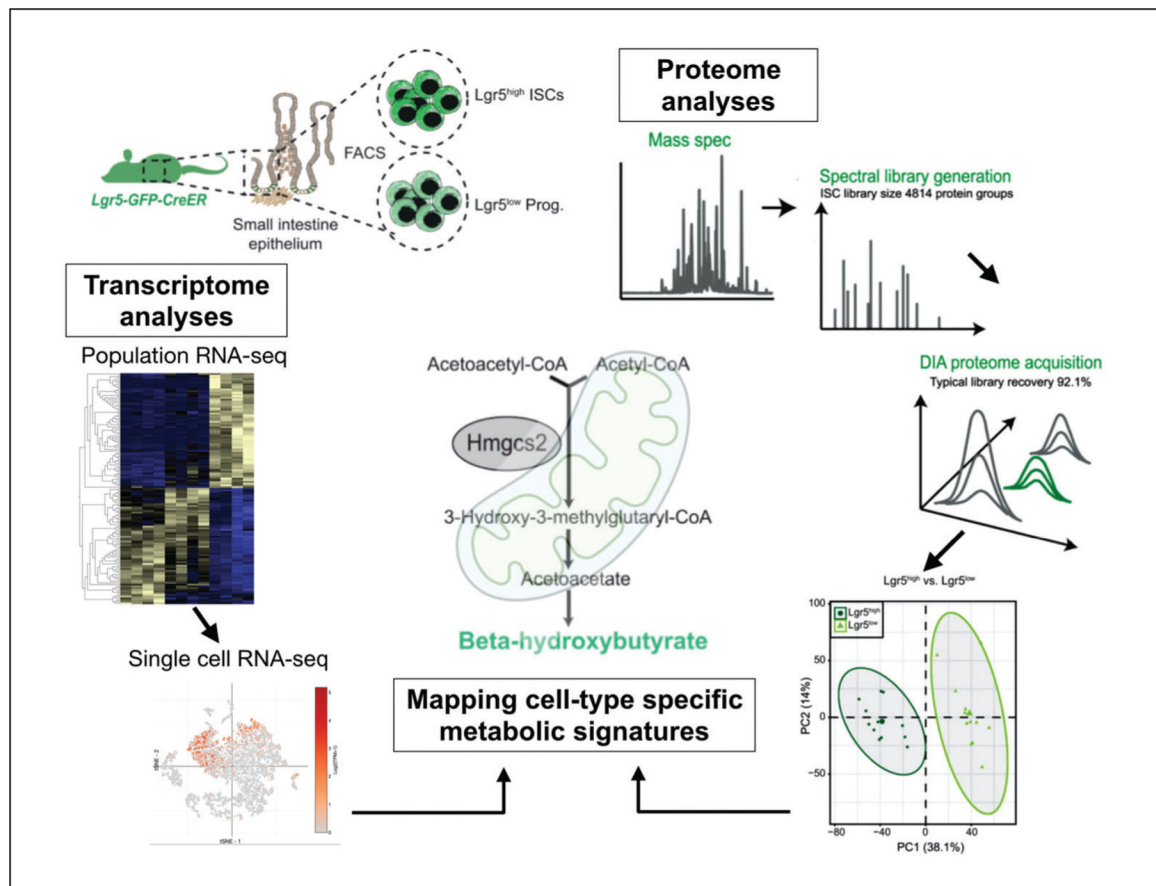 Lgr5-GFP-CreER
Small intestine
epithelium
FACS
Lgr5high ISCs
Lgr5low Prog.
Proteome
analyses
Mass spec
Spectral library generation
ISC library size 4814 protein groups
DIA proteome acquisition
Typical library recovery 92.1%
Lgr5high vs. Lgr5low
Lgr5high
Lgr5low
100
50
0
−50
PC2 (14%)
−80
−40
0
40
PC1 (38.1%)
Transcriptome
analyses
Population RNA-seq
Single cell RNA-seq
tSNE - 2
tSNE - 1
Acetoacetyl-CoA
Acetyl-CoA
Hmgcs2
3-Hydroxy-3-methylglutaryl-CoA
Acetoacetate
Beta-hydroxybutyrate
Mapping cell-type specific
metabolic signatures